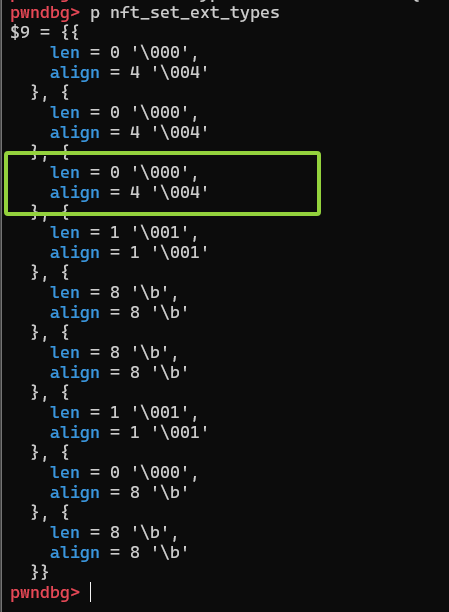 pwndbg> p nft_set_ext_types
$9 = {{
    len = 0 '\000',
    align = 4 '\004'
  }, {
    len = 0 '\000',
    align = 4 '\004'
  }, {
    len = 0 '\000',
    align = 4 '\004'
  }, {
    len = 1 '\001',
    align = 1 '\001'
  }, {
    len = 8 '\b',
    align = 8 '\b'
  }, {
    len = 8 '\b',
    align = 8 '\b'
  }, {
    len = 1 '\001',
    align = 1 '\001'
  }, {
    len = 0 '\000',
    align = 8 '\b'
  }, {
    len = 8 '\b',
    align = 8 '\b'
  }}
pwndbg>